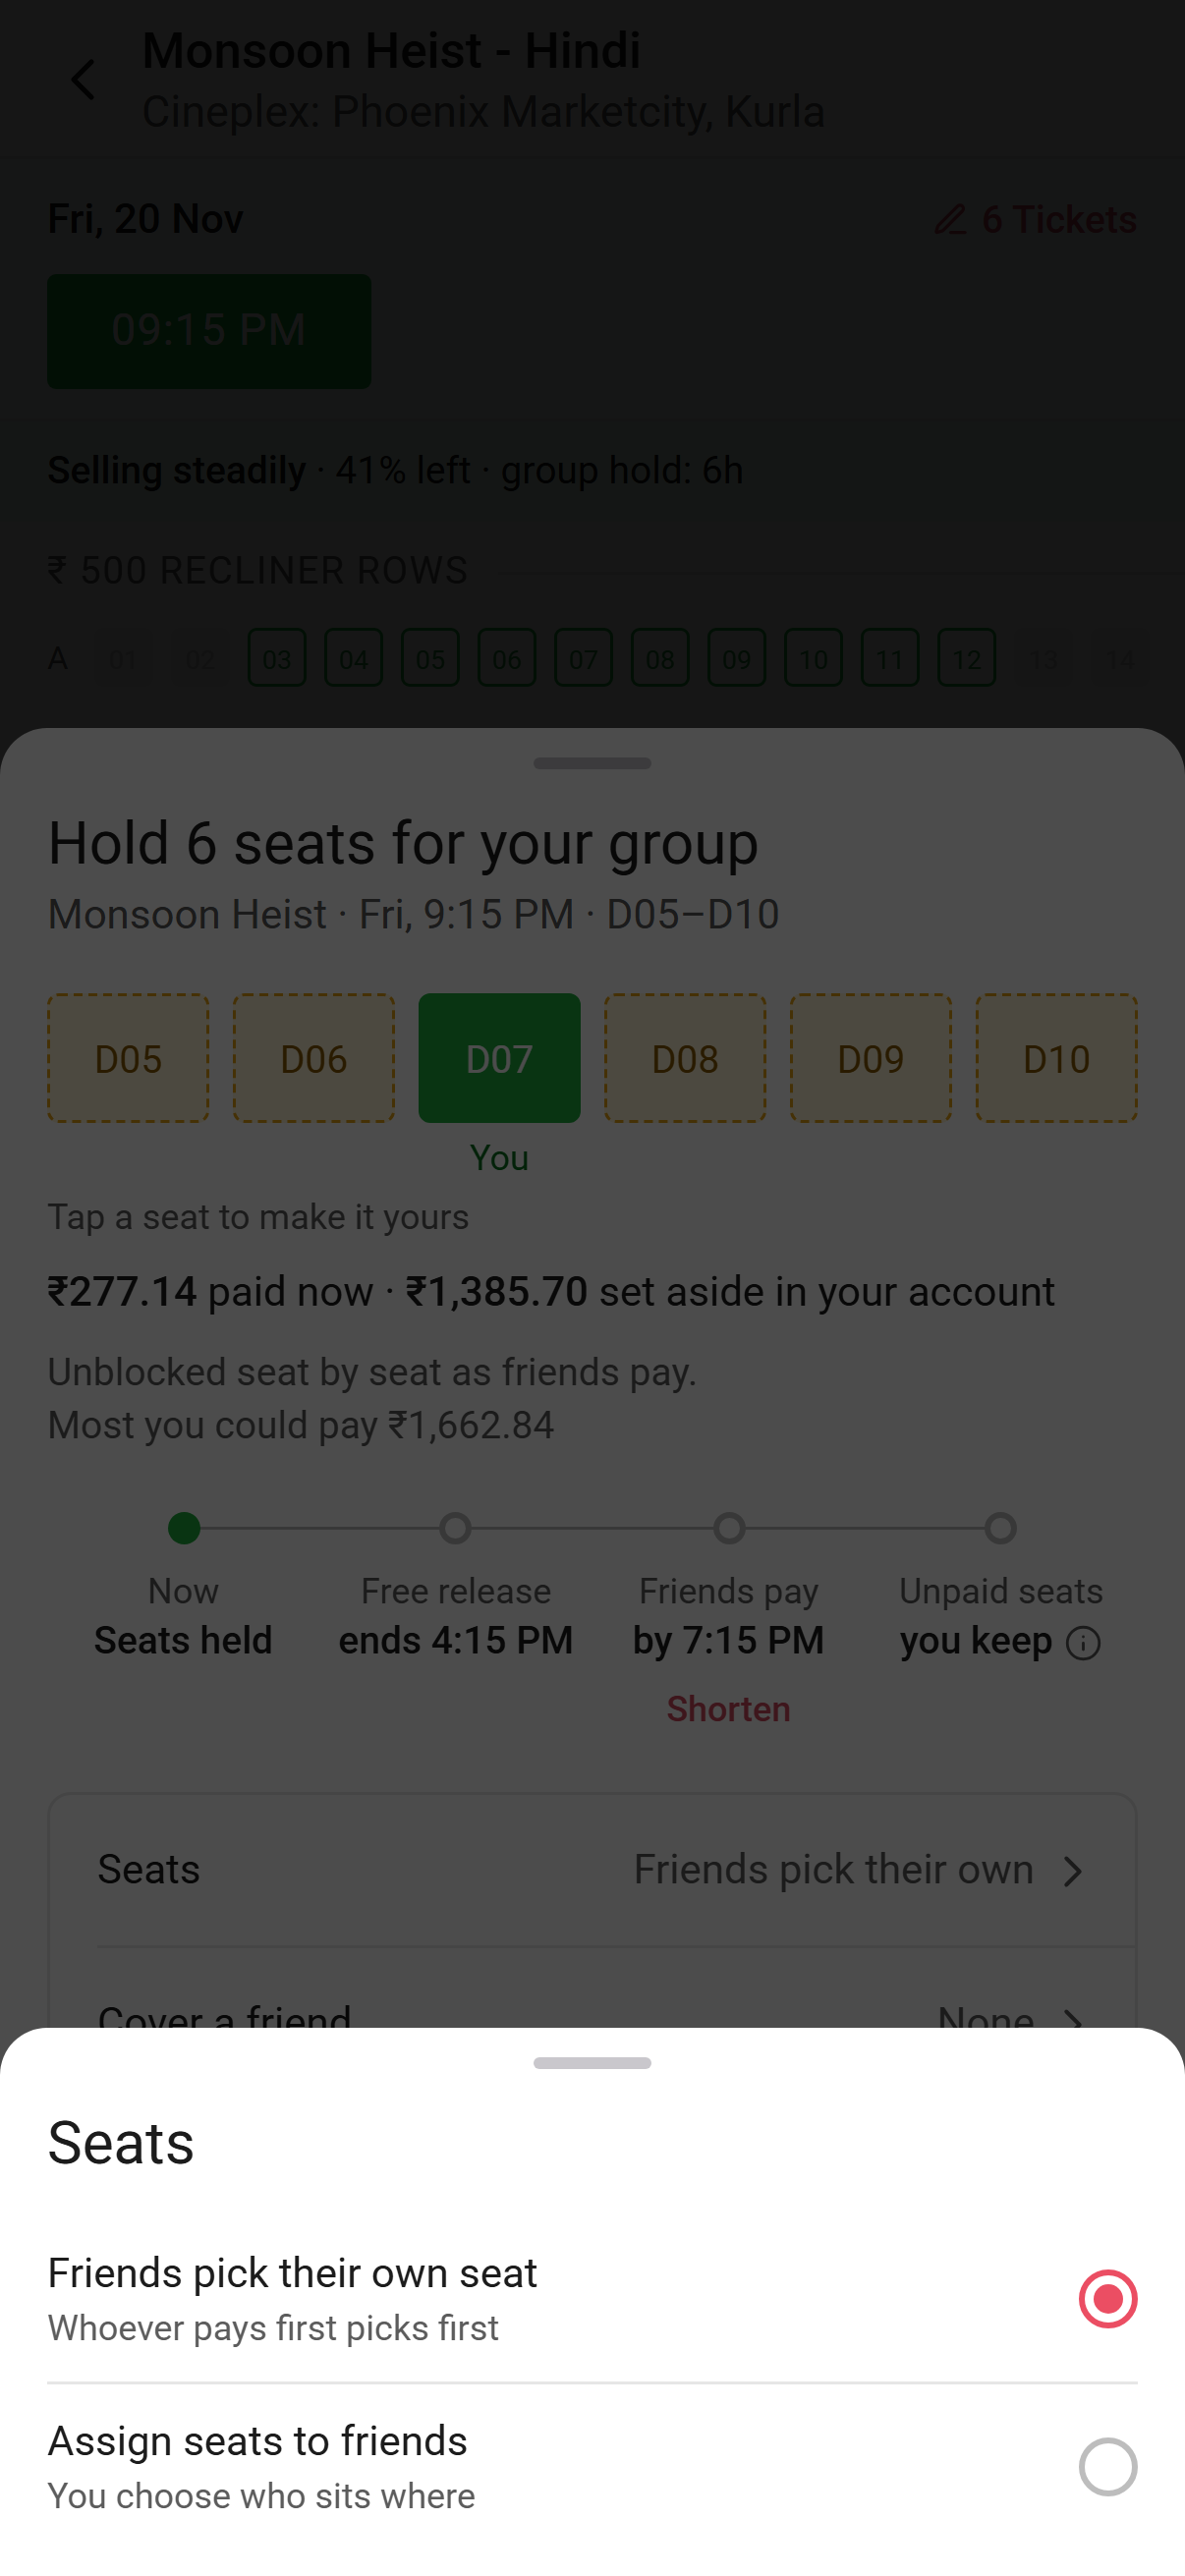 Monsoon Heist - Hindi
Cineplex: Phoenix Marketcity, Kurla
Fri, 20 Nov
6 Tickets
09:15 PM
Selling steadily · 41% left · group hold: 6h
₹ 500 RECLINER ROWS
A 01 02 03 04 05 06 07 08 09 10 11 12 13 14
Hold 6 seats for your group
Monsoon Heist · Fri, 9:15 PM · D05–D10
D05 D06 D07 D08 D09 D10
You
Tap a seat to make it yours
₹277.14 paid now · ₹1,385.70 set aside in your account
Unblocked seat by seat as friends pay.
Most you could pay ₹1,662.84
Now Free release Friends pay Unpaid seats
Seats held ends 4:15 PM by 7:15 PM you keep
Shorten
Seats Friends pick their own
Cover a friend None
Seats
Friends pick their own seat
Whoever pays first picks first
Assign seats to friends
You choose who sits where